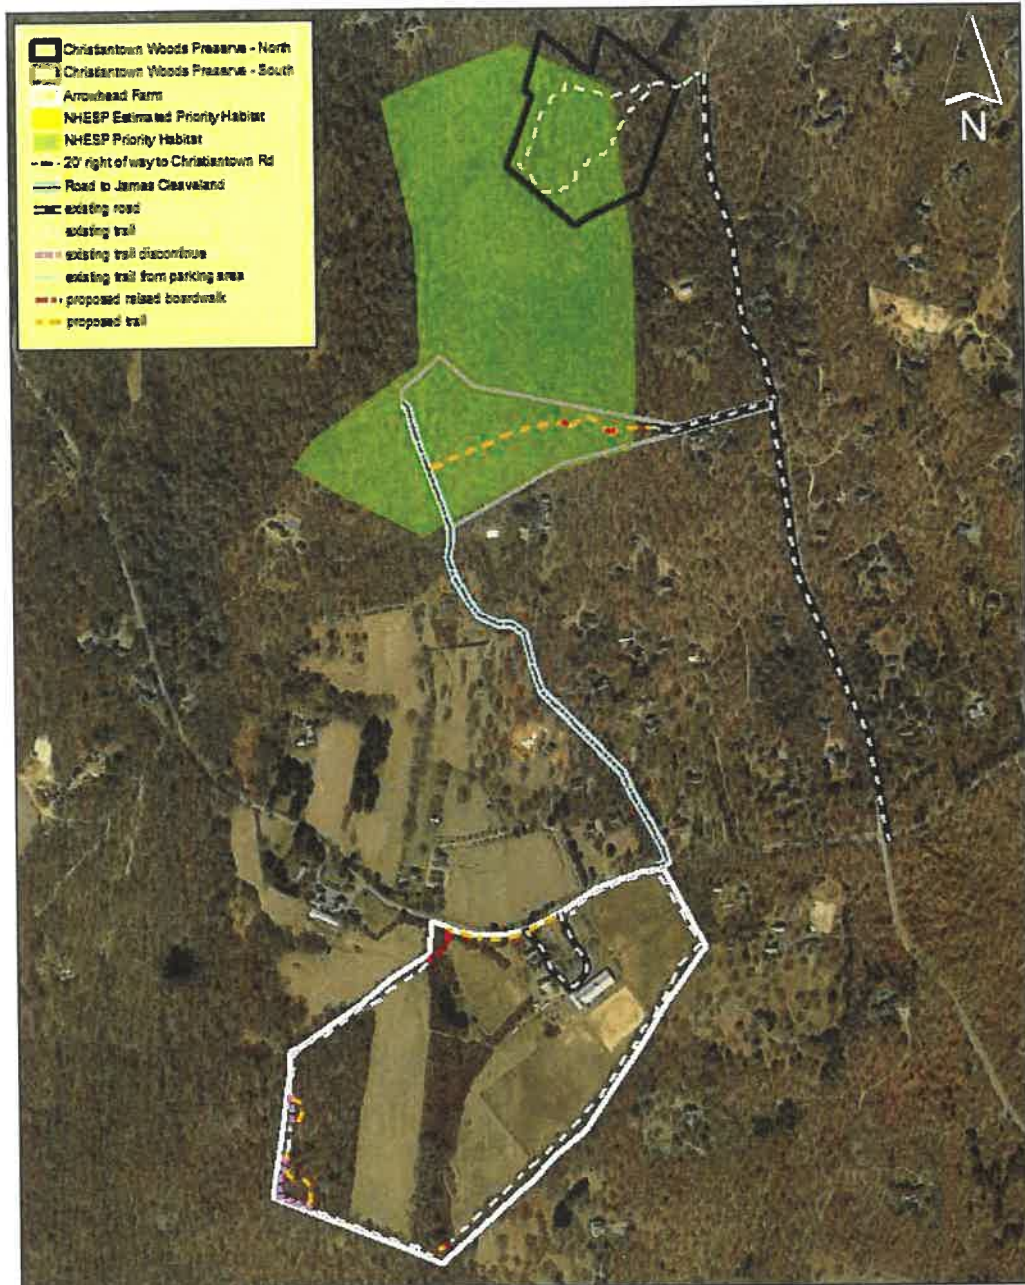 Christiantown Woods Preserve - North
Christiantown Woods Preserve - South
Arrowhead Farm
NHESP Estimated Priority Habitat
NHESP Priority Habitat
20' right of way to Christiantown Rd
Road to James Cleaveland
existing road
existing trail
existing trail discontinue
existing trail from parking area
proposed raised boardwalk
proposed trail
N